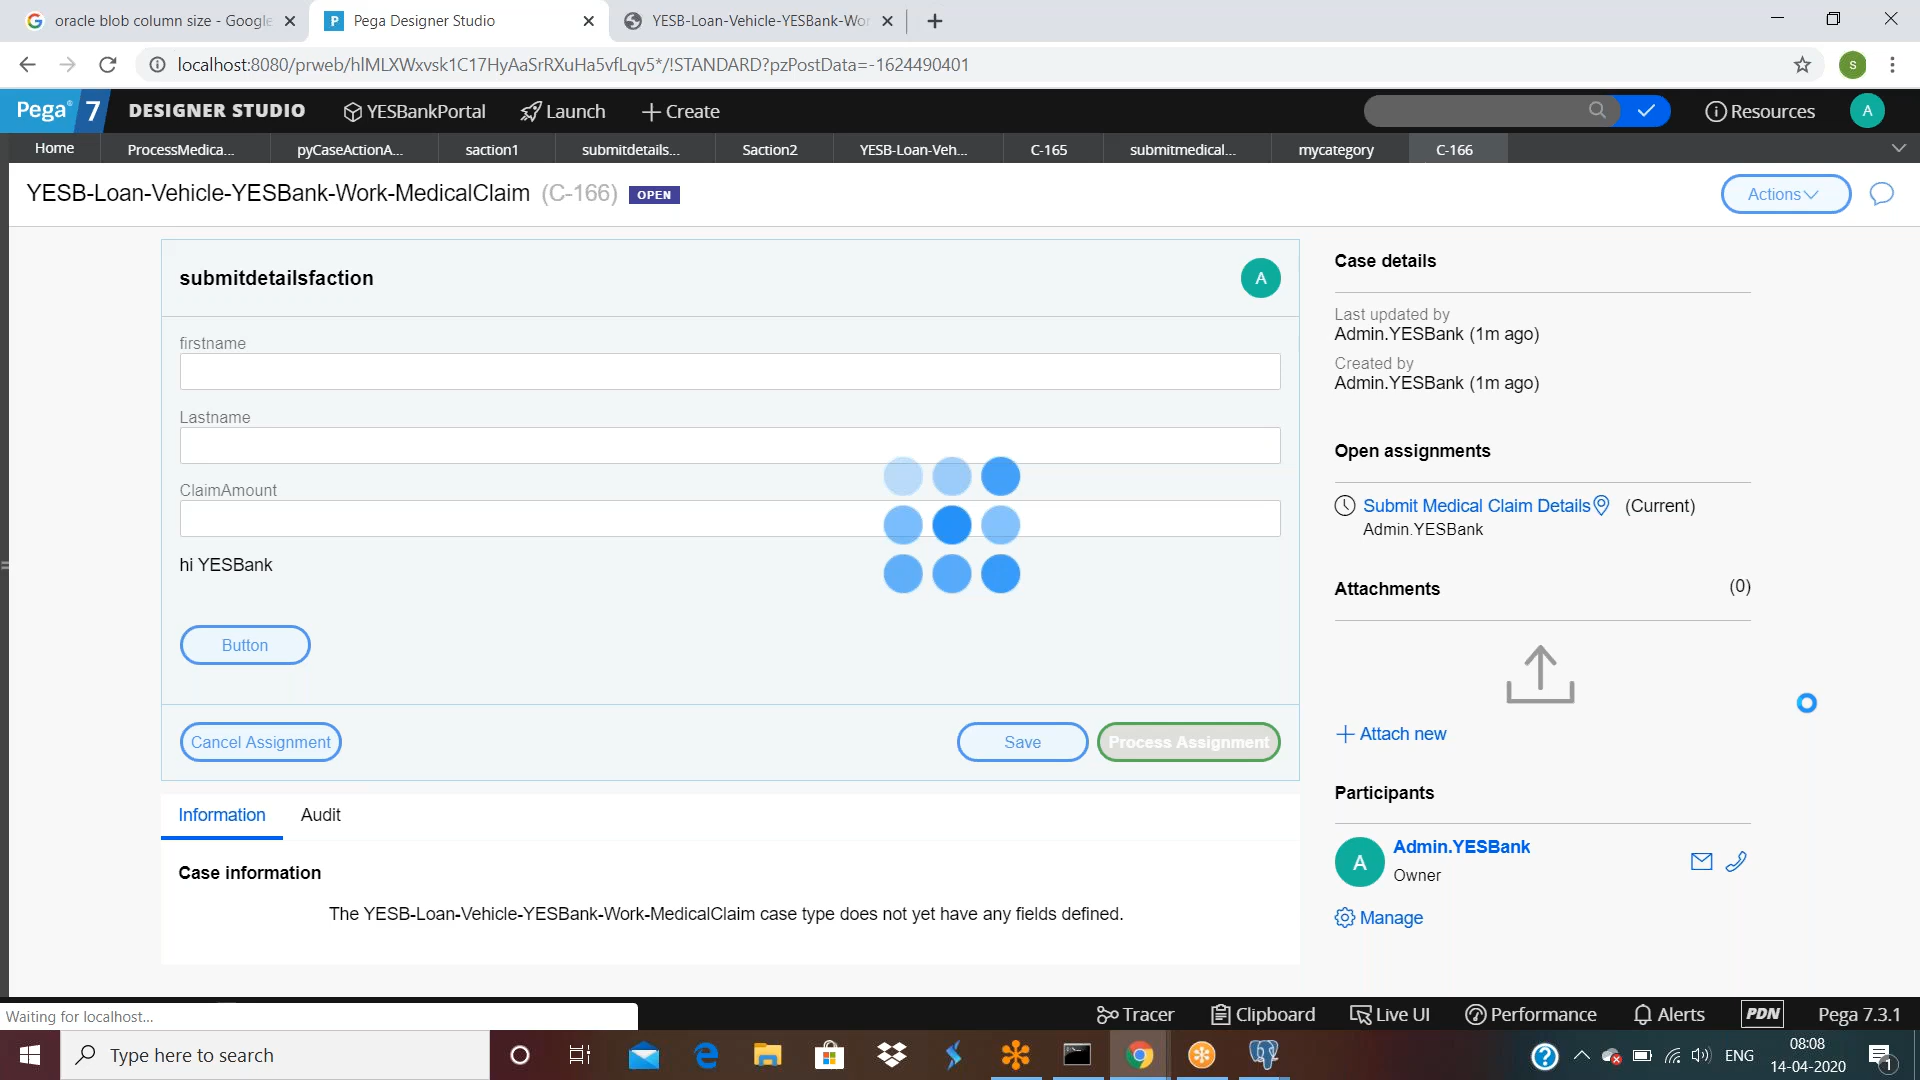 oracle blob column size - Google
Pega Designer Studio
YESB-Loan-Vehicle-YESBank-Wor
localhost:8080/prweb/hlMLXWxvsk1C17HyAaSrRXuHa5vfLqv5*/!STANDARD?pzPostData=-1624490401
S
Pega 7 DESIGNER STUDIO YESBankPortal Launch Create Resources A
Home ProcessMedica... pyCaseActionA... saction1 submitdetails... Saction2 YESB-Loan-Veh... C-165 submitmedical... mycategory C-166
YESB-Loan-Vehicle-YESBank-Work-MedicalClaim (C-166) OPEN
Actions
submitdetailsfaction
A
firstname
Lastname
ClaimAmount
hi YESBank
Button
Cancel Assignment
Save
Process Assignment
Information Audit
Case information
The YESB-Loan-Vehicle-YESBank-Work-MedicalClaim case type does not yet have any fields defined.
Case details
Last updated by
Admin.YESBank (1m ago)
Created by
Admin.YESBank (1m ago)
Open assignments
Submit Medical Claim Details (Current)
Admin.YESBank
Attachments (0)
Attach new
Participants
A
Admin.YESBank
Owner
Manage
Waiting for localhost...
Tracer Clipboard Live UI Performance Alerts PDN Pega 7.3.1
Type here to search
ENG
08:08
14-04-2020
1